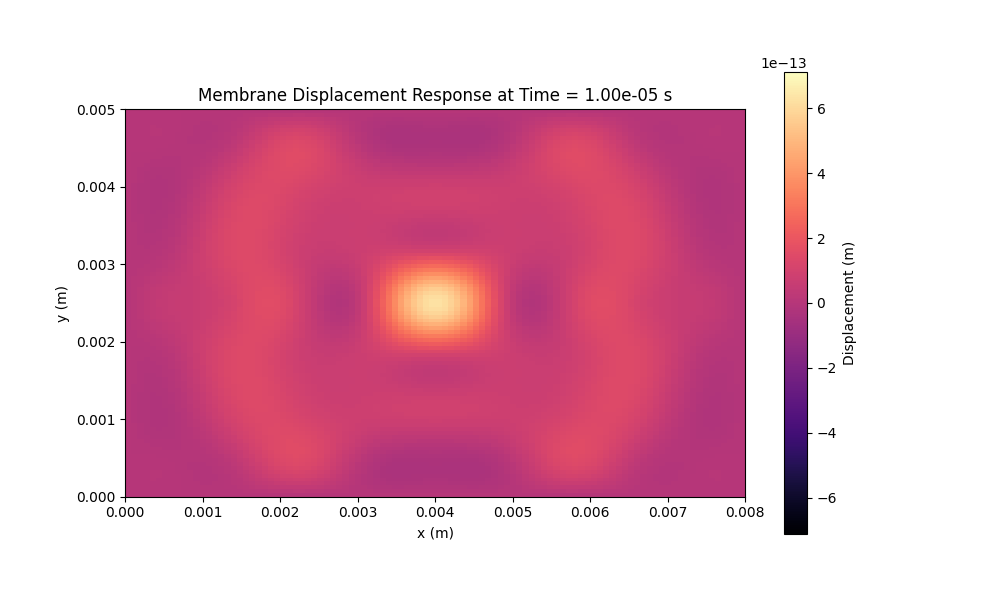 1e−13
Membrane Displacement Response at Time = 1.00e-05 s
0.005
0.004
0.003
0.002
0.001
0.000
y (m)
0.000 0.001 0.002 0.003 0.004 0.005 0.006 0.007 0.008
x (m)
6
4
2
0
−2
−4
−6
Displacement (m)